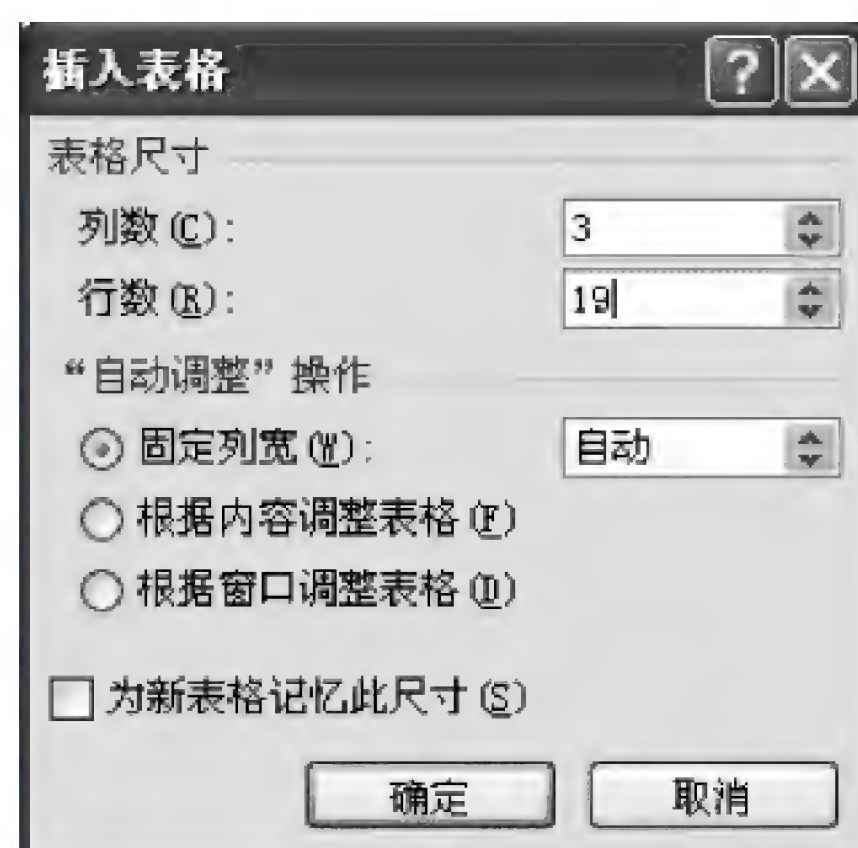 插入表格
表格尺寸
列数(C): 3
行数(R): 19
“自动调整”操作
固定列宽(W): 自动
根据内容调整表格(F)
根据窗口调整表格(D)
为新表格记忆此尺寸(S)
确定 取消